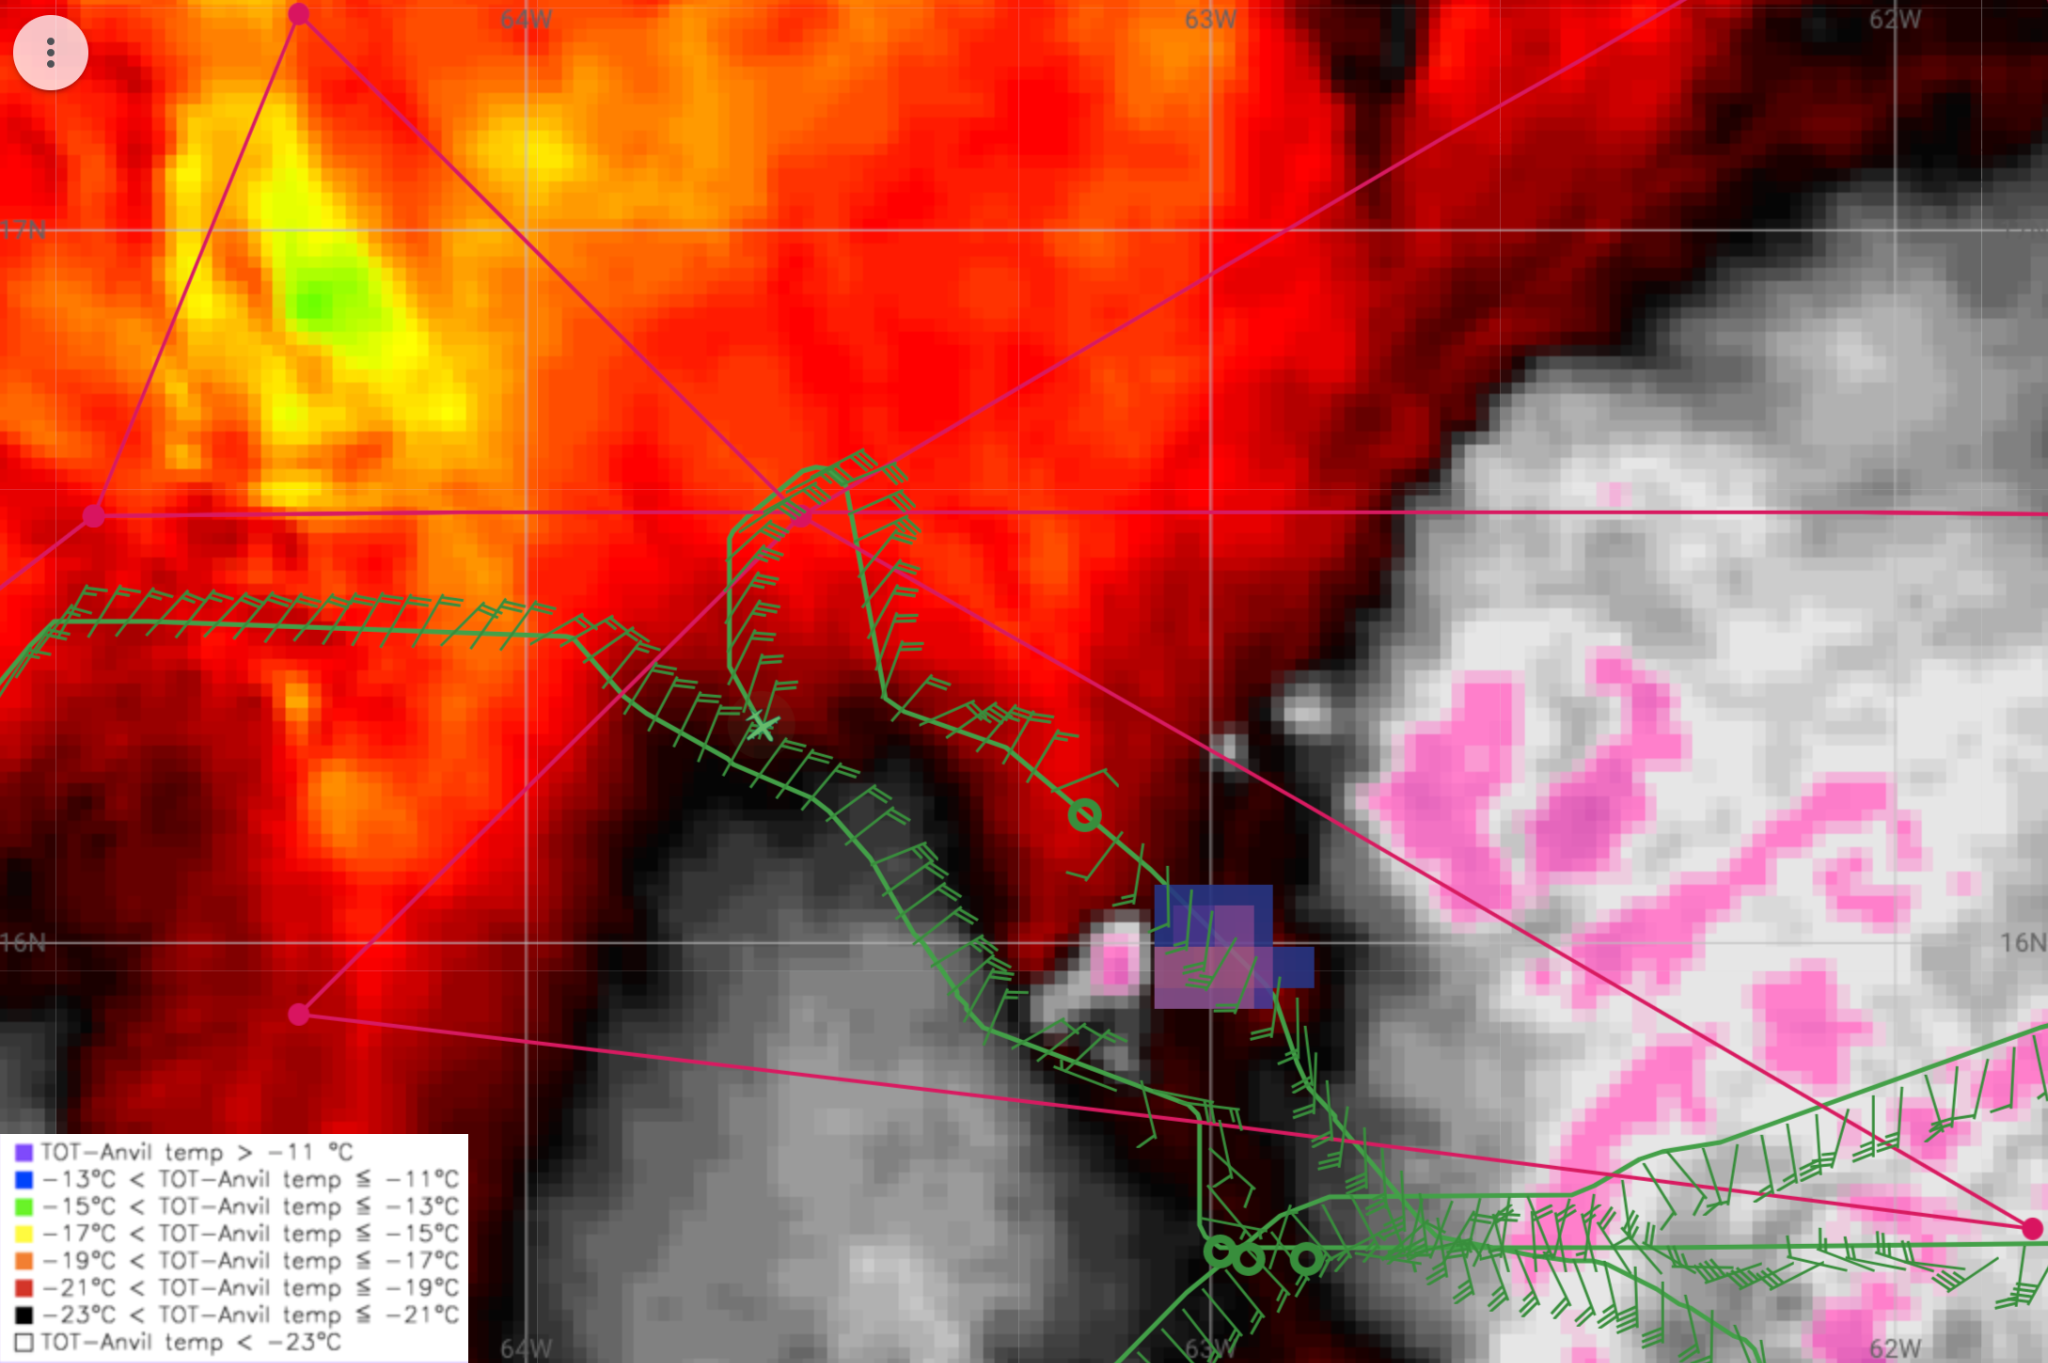 64W
63W
62W
17N
16N
16N
TOT-Anvil temp > -11 °C
-13°C < TOT-Anvil temp ≦ -11°C
-15°C < TOT-Anvil temp ≦ -13°C
-17°C < TOT-Anvil temp ≦ -15°C
-19°C < TOT-Anvil temp ≦ -17°C
-21°C < TOT-Anvil temp ≦ -19°C
-23°C < TOT-Anvil temp ≦ -21°C
TOT-Anvil temp < -23°C
64W
63W
62W